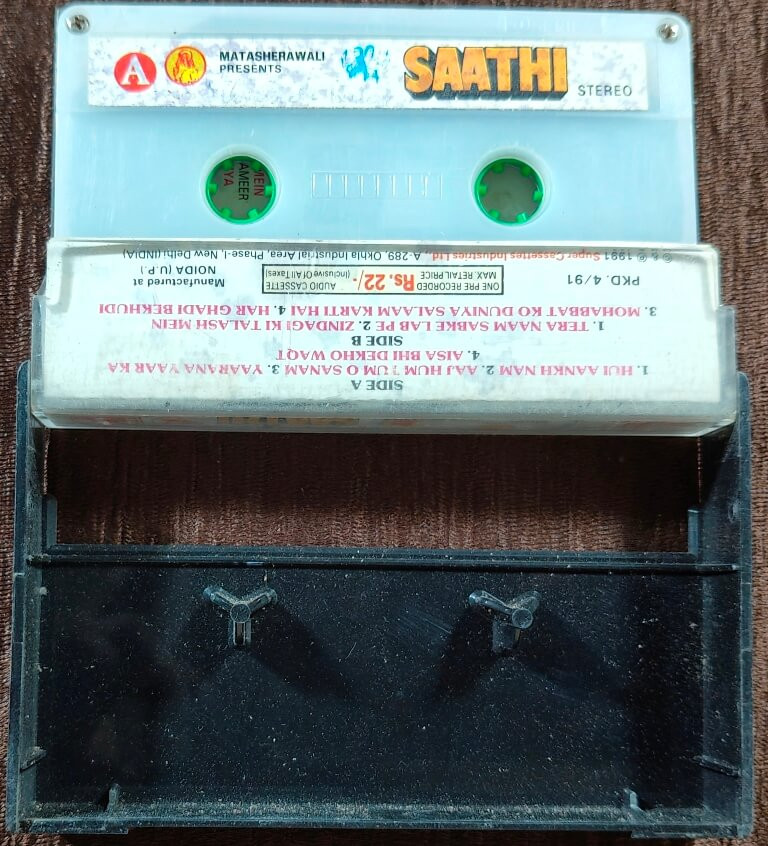 A
MATASHERAWALI
PRESENTS
SAATHI
STEREO
MEIN
AMEER
YA
SIDE A
1. HUI AANKH NAM 2. AAJ HUM TUM O SANAM 3. YAARANA YAAR KA
4. AISA BHI DEKHO WAQT
SIDE B
1. TERA NAAM SABKE LAB PE 2. ZINDAGI KI TALASH MEIN
3. MOHABBAT KO DUNIYA SALAAM KARTI HAI 4. HAR GHADI BEKHUDI
PKD. 4/91
ONE PRE RECORDED
MAX RETAIL PRICE
Rs. 22/-
AUDIO CASSETTE
(Inclusive Of All Taxes)
Manufactured at
NOIDA (U.P.)
℗ © 1991 Super Cassettes Industries Ltd., A-289, Okhla Industrial Area, Phase-I, New Delhi (INDIA)